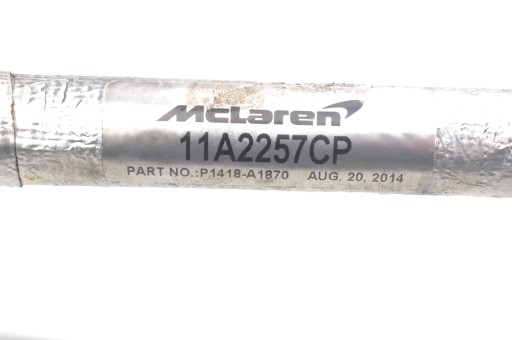 McLaren
11A2257CP
PART NO.:P1418-A1870 AUG. 20, 2014